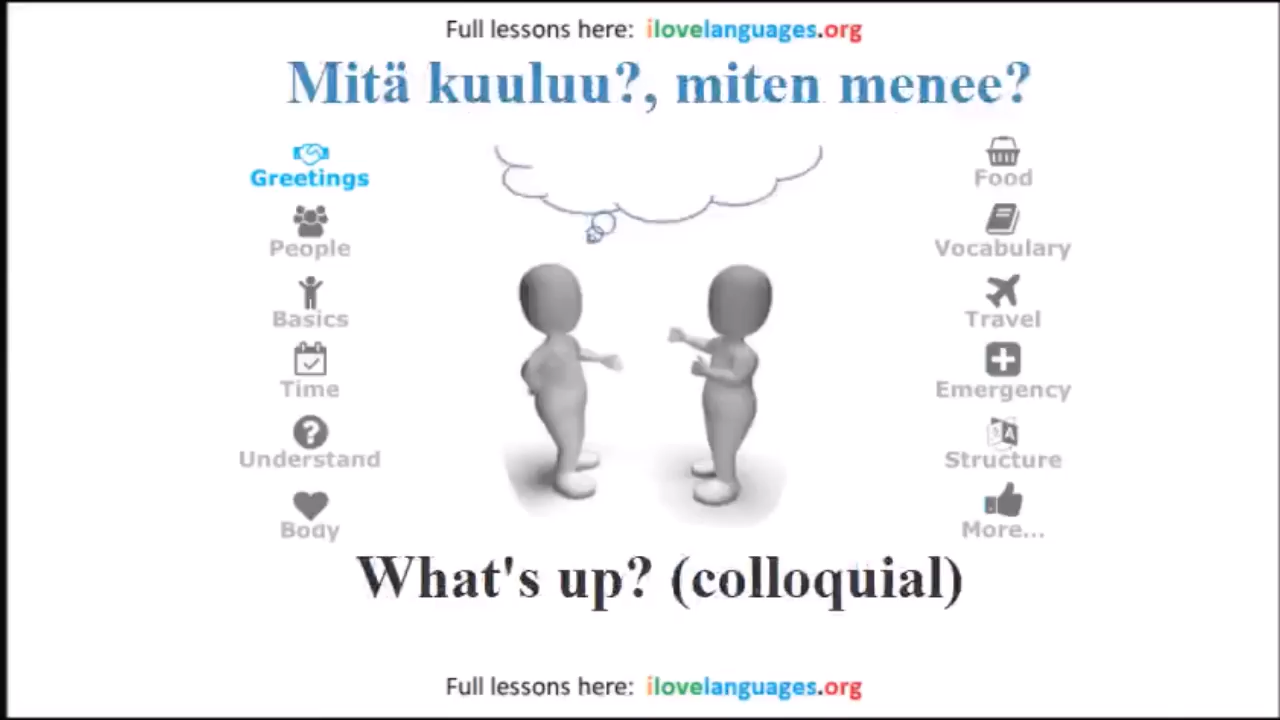 Full lessons here: ilovelanguages.org
Mitä kuuluu?, miten menee?
Greetings
People
Basics
Time
Understand
Body
Food
Vocabulary
Travel
Emergency
Structure
More...
What's up? (colloquial)
Full lessons here: ilovelanguages.org